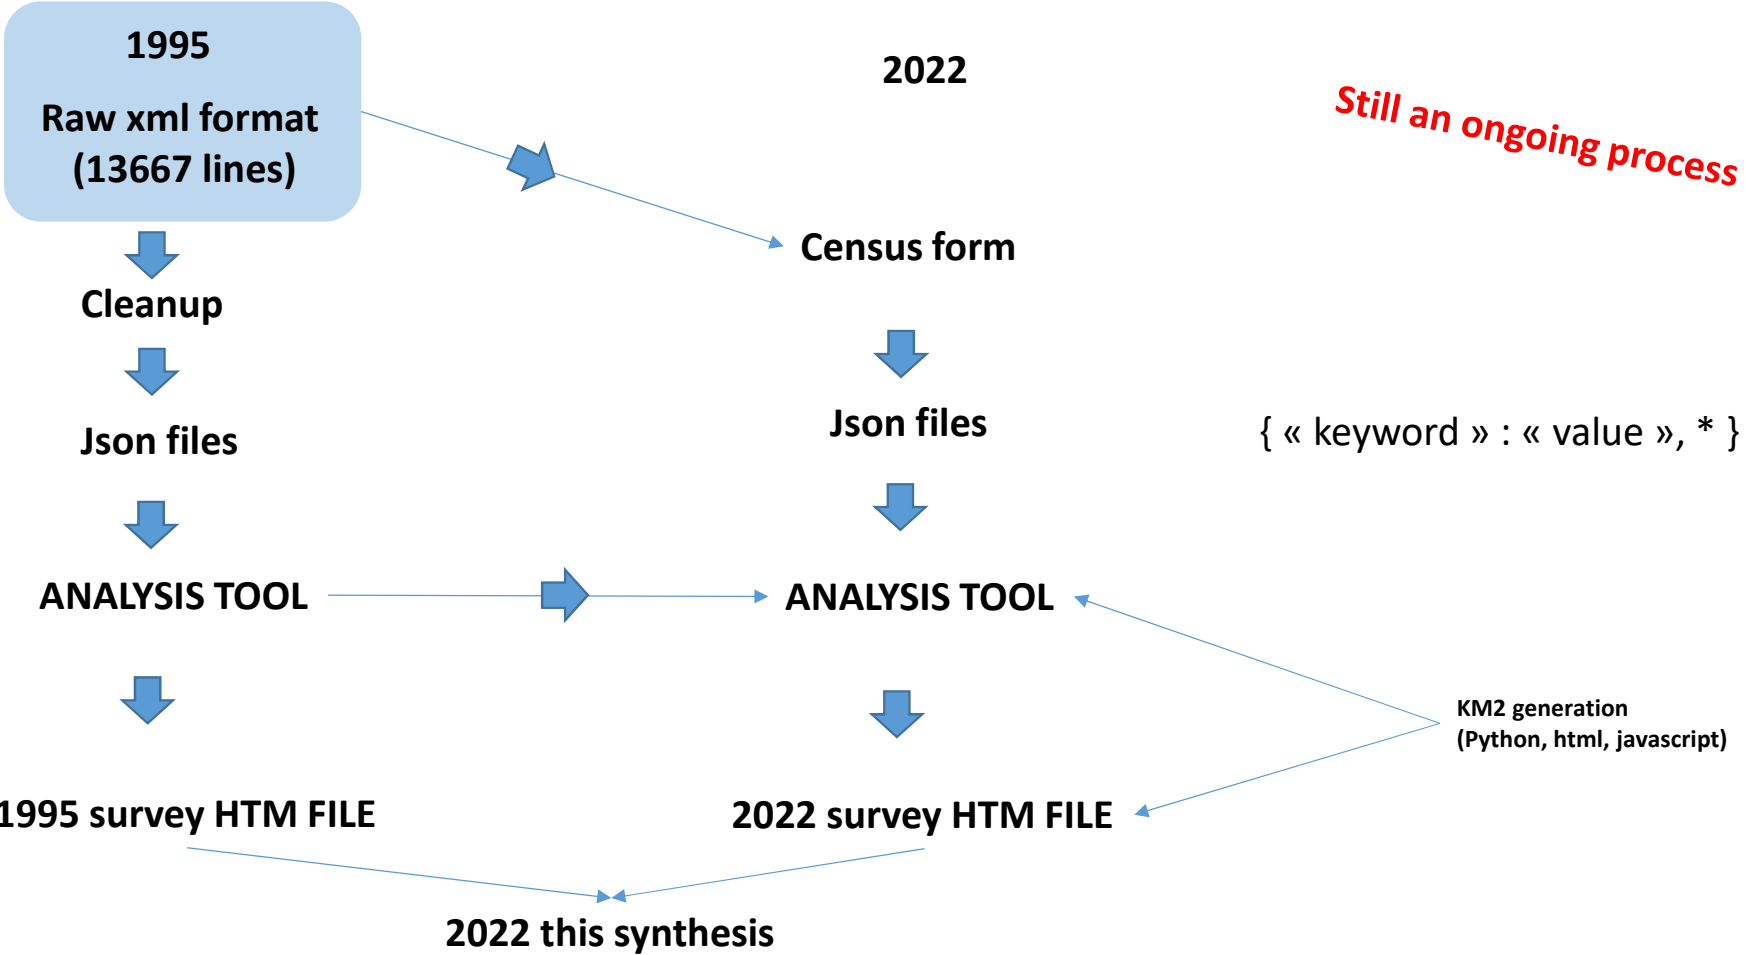 1995
Raw xml format
(13667 lines)
2022
Still an ongoing process
Census form
Cleanup
Json files
Json files
{ « keyword » : « value », * }
ANALYSIS TOOL
ANALYSIS TOOL
KM2 generation
(Python, html, javascript)
1995 survey HTM FILE
2022 survey HTM FILE
2022 this synthesis